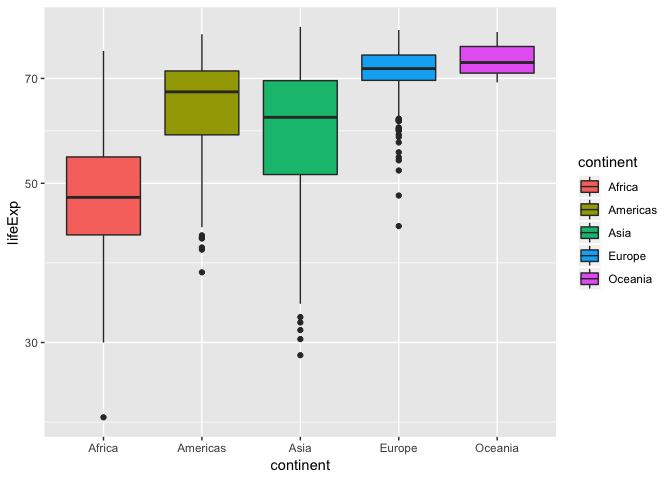 lifeExp
70
50
30
Africa
Americas
Asia
Europe
Oceania
continent
continent
Africa
Americas
Asia
Europe
Oceania